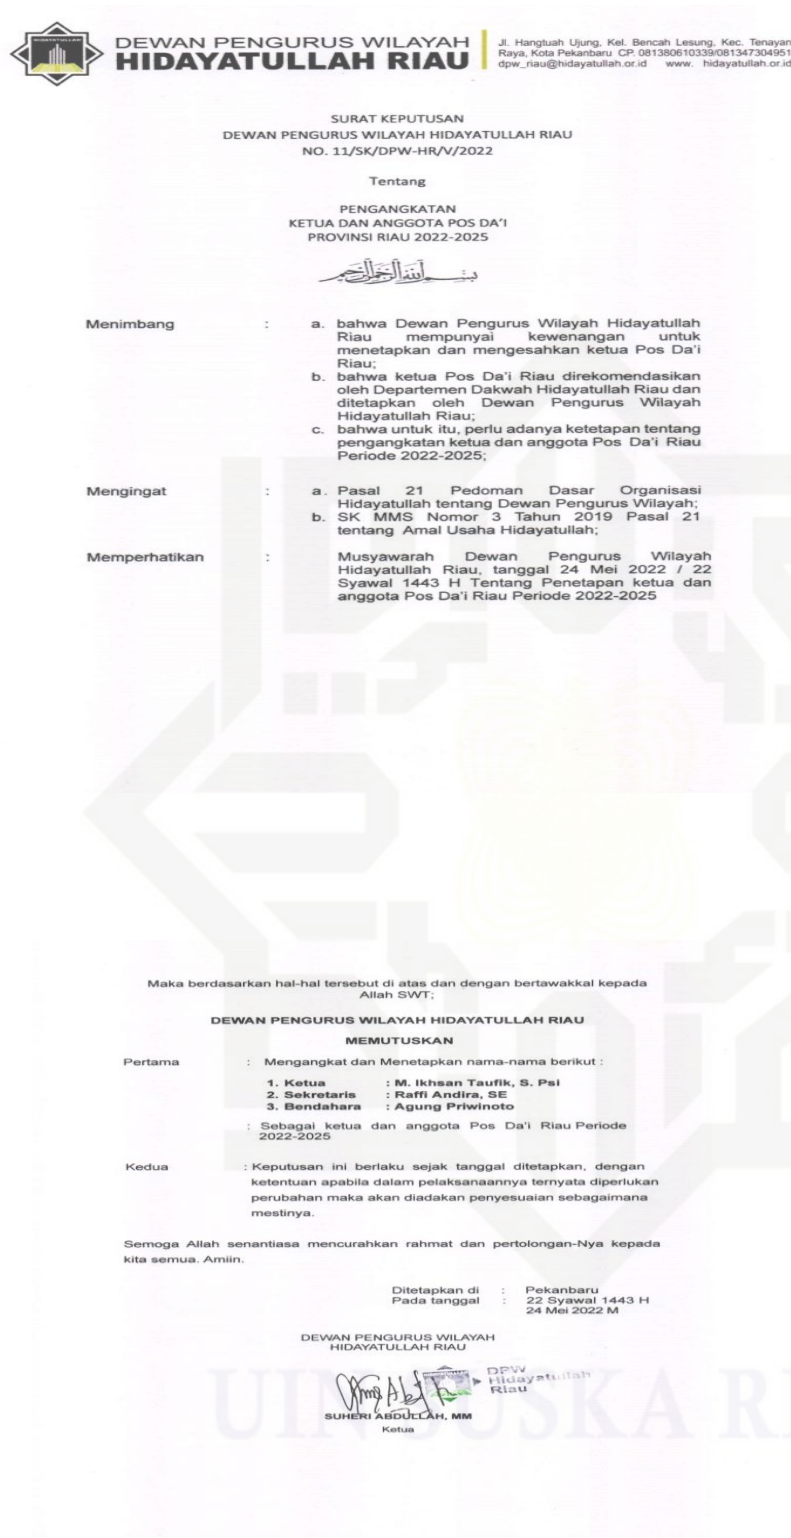 HIDAYATULLAH
DEWAN PENGURUS WILAYAH
HIDAYATULLAH RIAU
Jl. Hangtuah Ujung, Kel. Bencah Lesung, Kec. Tenayan
Raya, Kota Pekanbaru CP. 081380610339/081347304951
dpw_riau@hidayatullah.or.id www. hidayatullah.or.id
SURAT KEPUTUSAN
DEWAN PENGURUS WILAYAH HIDAYATULLAH RIAU
NO. 11/SK/DPW-HR/V/2022
Tentang
PENGANGKATAN
KETUA DAN ANGGOTA POS DA'I
PROVINSI RIAU 2022-2025
بسم الله الرحمن الرحيم
Menimbang : a. bahwa Dewan Pengurus Wilayah Hidayatullah
Riau mempunyai kewenangan untuk
menetapkan dan mengesahkan ketua Pos Da'i
Riau;
b. bahwa ketua Pos Da'i Riau direkomendasikan
oleh Departemen Dakwah Hidayatullah Riau dan
ditetapkan oleh Dewan Pengurus Wilayah
Hidayatullah Riau;
c. bahwa untuk itu, perlu adanya ketetapan tentang
pengangkatan ketua dan anggota Pos Da'i Riau
Periode 2022-2025;
Mengingat : a. Pasal 21 Pedoman Dasar Organisasi
Hidayatullah tentang Dewan Pengurus Wilayah;
b. SK MMS Nomor 3 Tahun 2019 Pasal 21
tentang Amal Usaha Hidayatullah;
Memperhatikan : Musyawarah Dewan Pengurus Wilayah
Hidayatullah Riau, tanggal 24 Mei 2022 / 22
Syawal 1443 H Tentang Penetapan ketua dan
anggota Pos Da'i Riau Periode 2022-2025
Maka berdasarkan hal-hal tersebut di atas dan dengan bertawakkal kepada
Allah SWT;
DEWAN PENGURUS WILAYAH HIDAYATULLAH RIAU
MEMUTUSKAN
Pertama : Mengangkat dan Menetapkan nama-nama berikut :
1. Ketua : M. Ikhsan Taufik, S. Psi
2. Sekretaris : Raffi Andira, SE
3. Bendahara : Agung Priwinoto
: Sebagai ketua dan anggota Pos Da'i Riau Periode
2022-2025
Kedua : Keputusan ini berlaku sejak tanggal ditetapkan, dengan
ketentuan apabila dalam pelaksanaannya ternyata diperlukan
perubahan maka akan diadakan penyesuaian sebagaimana
mestinya.
Semoga Allah senantiasa mencurahkan rahmat dan pertolongan-Nya kepada
kita semua. Amiin.
Ditetapkan di : Pekanbaru
Pada tanggal : 22 Syawal 1443 H
24 Mei 2022 M
DEWAN PENGURUS WILAYAH
HIDAYATULLAH RIAU
DPW
Hidayatullah
Riau
SUHERI ABDULLAH, MM
Ketua
UIN SUSKA RI